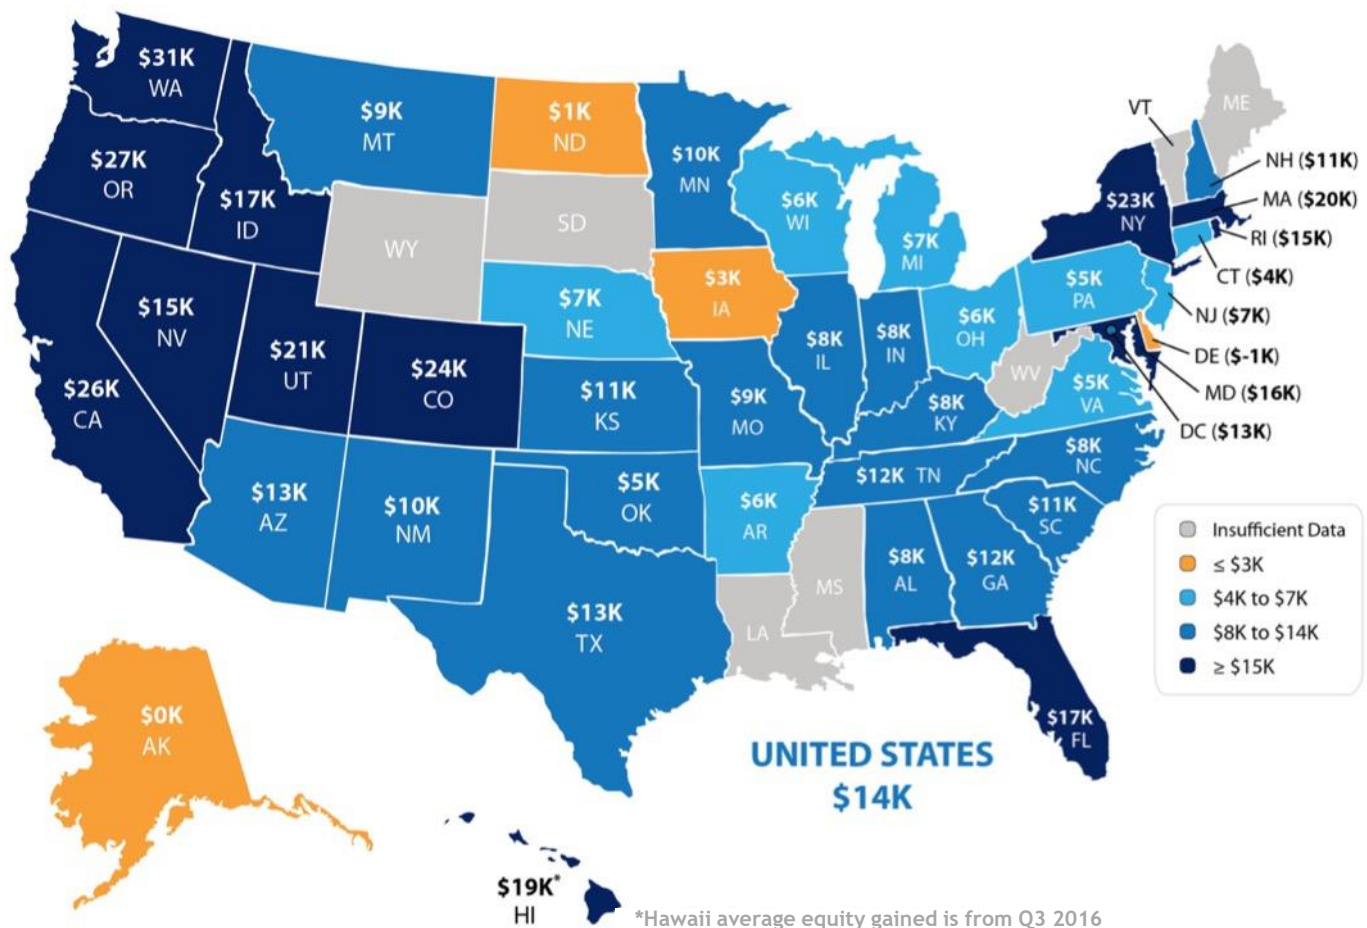 $31K
WA
$27K
OR
$17K
ID
$9K
MT
$1K
ND
$10K
MN
WY
SD
$6K
WI
$7K
MI
$23K
NY
VT
ME
NH ($11K)
MA ($20K)
RI ($15K)
CT ($4K)
NJ ($7K)
DE ($-1K)
MD ($16K)
DC ($13K)
$26K
CA
$15K
NV
$21K
UT
$24K
CO
$7K
NE
$3K
IA
$8K
IL
$8K
IN
$6K
OH
$5K
PA
WV
$5K
VA
$11K
KS
$9K
MO
$8K
KY
$13K
AZ
$10K
NM
$5K
OK
$6K
AR
$12K TN
$8K
NC
$11K
SC
$13K
TX
LA
MS
$8K
AL
$12K
GA
$17K
FL
$0K
AK
$19K*
HI
Insufficient Data
≤ $3K
$4K to $7K
$8K to $14K
≥ $15K
UNITED STATES
$14K
*Hawaii average equity gained is from Q3 2016